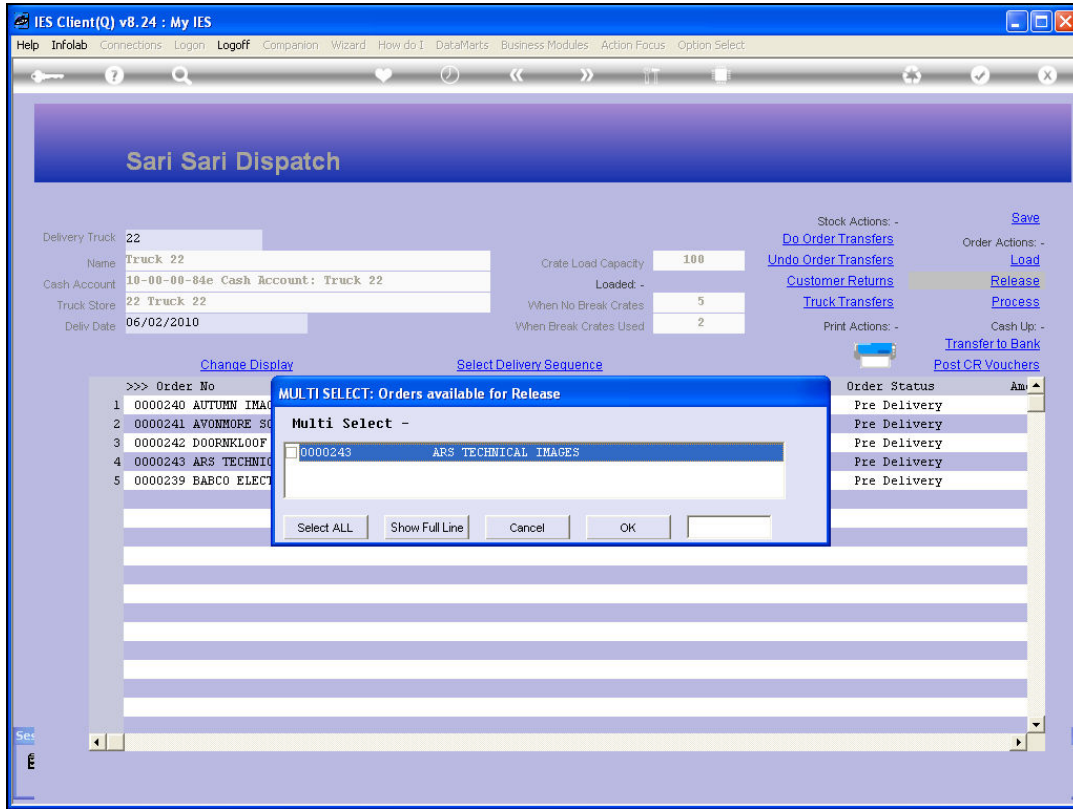 IES Client(Q) v8.24 : My IES
Help Infolab Connections Logon Logoff Companion Wizard How do I DataMarts Business Modules Action Focus Option Select
Sari Sari Dispatch
Stock Actions: - Save
Delivery Truck 22 Do Order Transfers Order Actions: -
Name Truck 22 Crate Load Capacity 100 Undo Order Transfers Load
Cash Account 10-00-00-84e Cash Account: Truck 22 Loaded: - Customer Returns Release
Truck Store 22 Truck 22 When No Break Crates 5 Truck Transfers Process
Deliv Date 06/02/2010 When Break Crates Used 2 Print Actions: - Cash Up: -
Transfer to Bank
Change Display Select Delivery Sequence Post CR Vouchers
>>> Order No Order Status
MULTI SELECT: Orders available for Release
1 0000240 AUTUMN Pre Delivery
2 0000241 AVONMORE Pre Delivery
3 0000242 DOORNKLOOF Pre Delivery
4 0000243 ARS Pre Delivery
5 0000239 BABCO Pre Delivery
Multi Select -
0000243 ARS TECHNICAL IMAGES
Select ALL Show Full Line Cancel OK